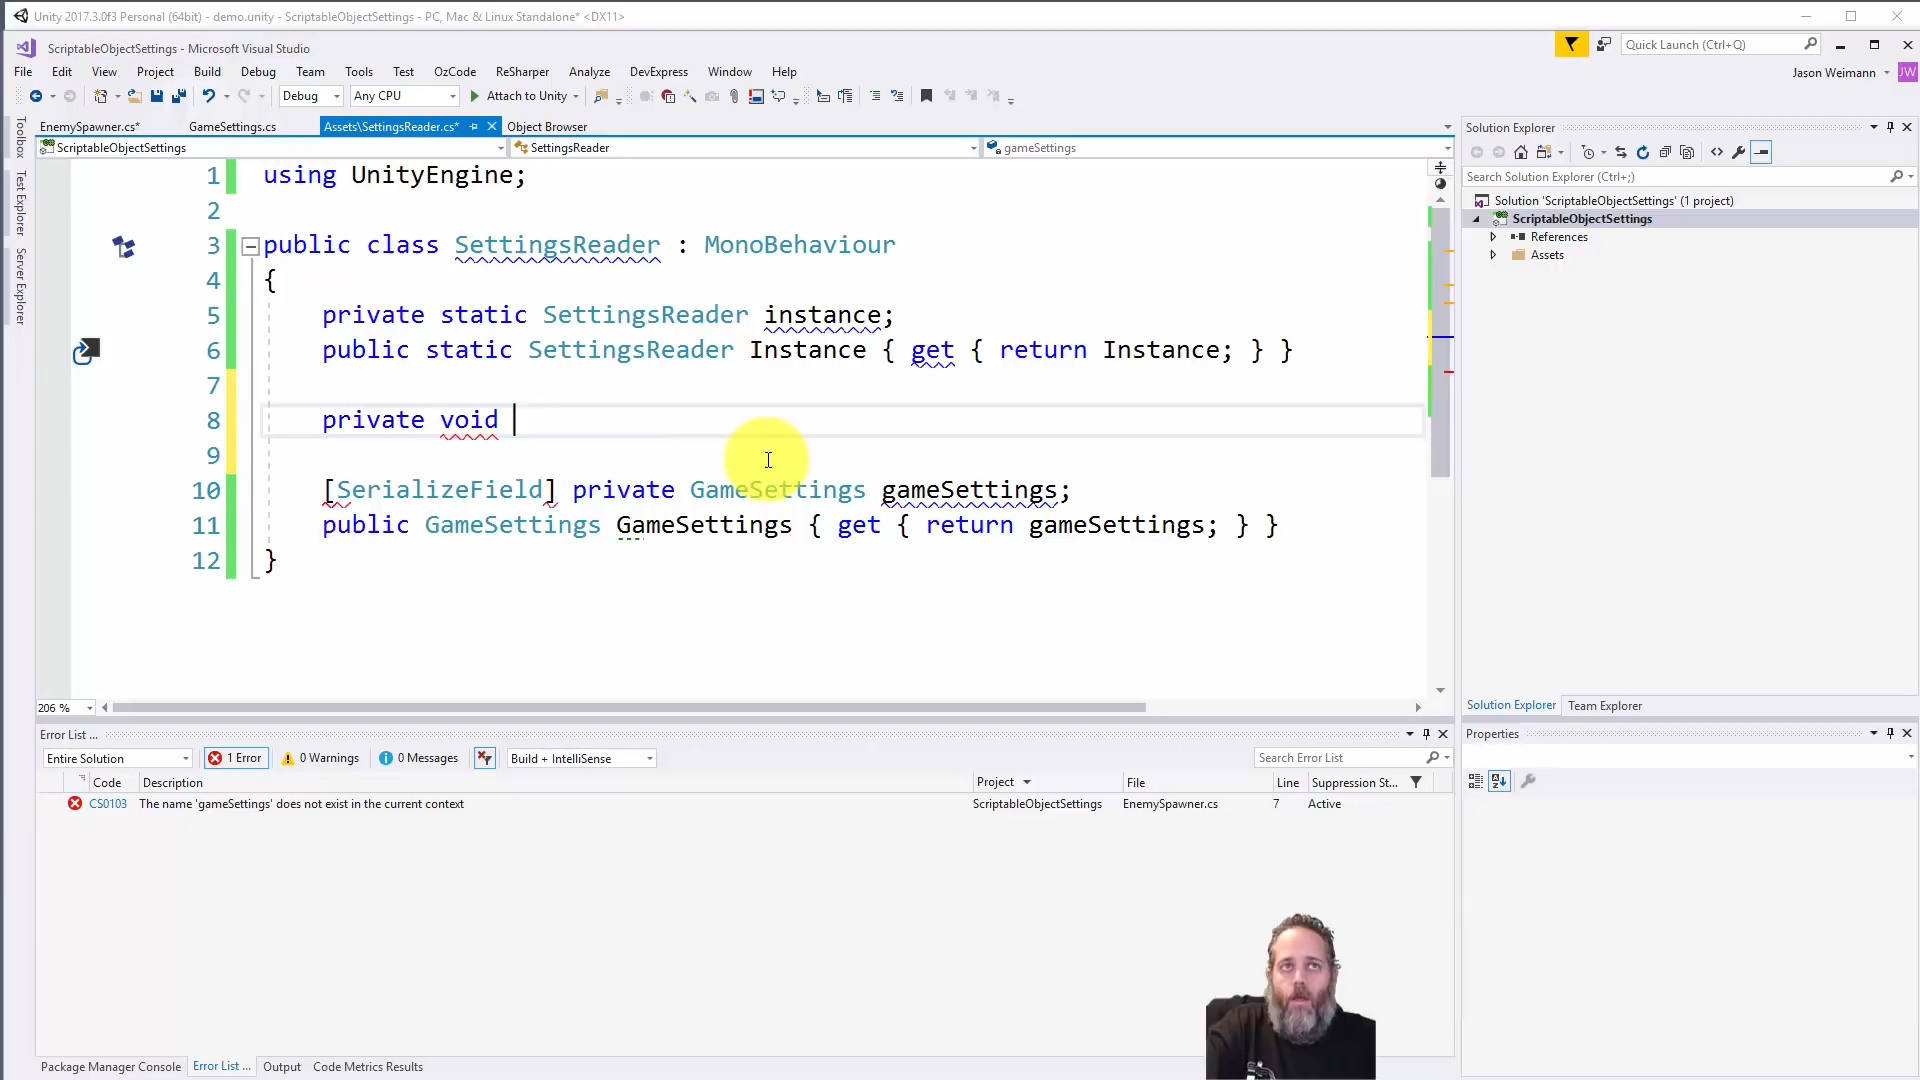 Unity 2017.3.0f3 Personal (64bit) - demo.unity - ScriptableObjectSettings - PC, Mac & Linux Standalone* <DX11>
ScriptableObjectSettings - Microsoft Visual Studio
Quick Launch (Ctrl+Q)
File Edit View Project Build Debug Team Tools Test OzCode ReSharper Analyze DevExpress Window Help
Jason Weimann JW
Debug Any CPU Attach to Unity
EnemySpawner.cs* GameSettings.cs Assets\SettingsReader.cs* Object Browser
ScriptableObjectSettings SettingsReader gameSettings
Toolbox
Test Explorer
Server Explorer
1 using UnityEngine;
2
3 public class SettingsReader : MonoBehaviour
4 {
5 private static SettingsReader instance;
6 public static SettingsReader Instance { get { return Instance; } }
7
8 private void
9
10 [SerializeField] private GameSettings gameSettings;
11 public GameSettings GameSettings { get { return gameSettings; } }
12 }
206 %
Solution Explorer
Search Solution Explorer (Ctrl+;)
Solution 'ScriptableObjectSettings' (1 project)
ScriptableObjectSettings
References
Assets
Solution Explorer Team Explorer
Properties
Error List ...
Entire Solution 1 Error 0 Warnings 0 Messages Build + IntelliSense Search Error List
Code Description Project File Line Suppression St...
CS0103 The name 'gameSettings' does not exist in the current context ScriptableObjectSettings EnemySpawner.cs 7 Active
Package Manager Console Error List ... Output Code Metrics Results